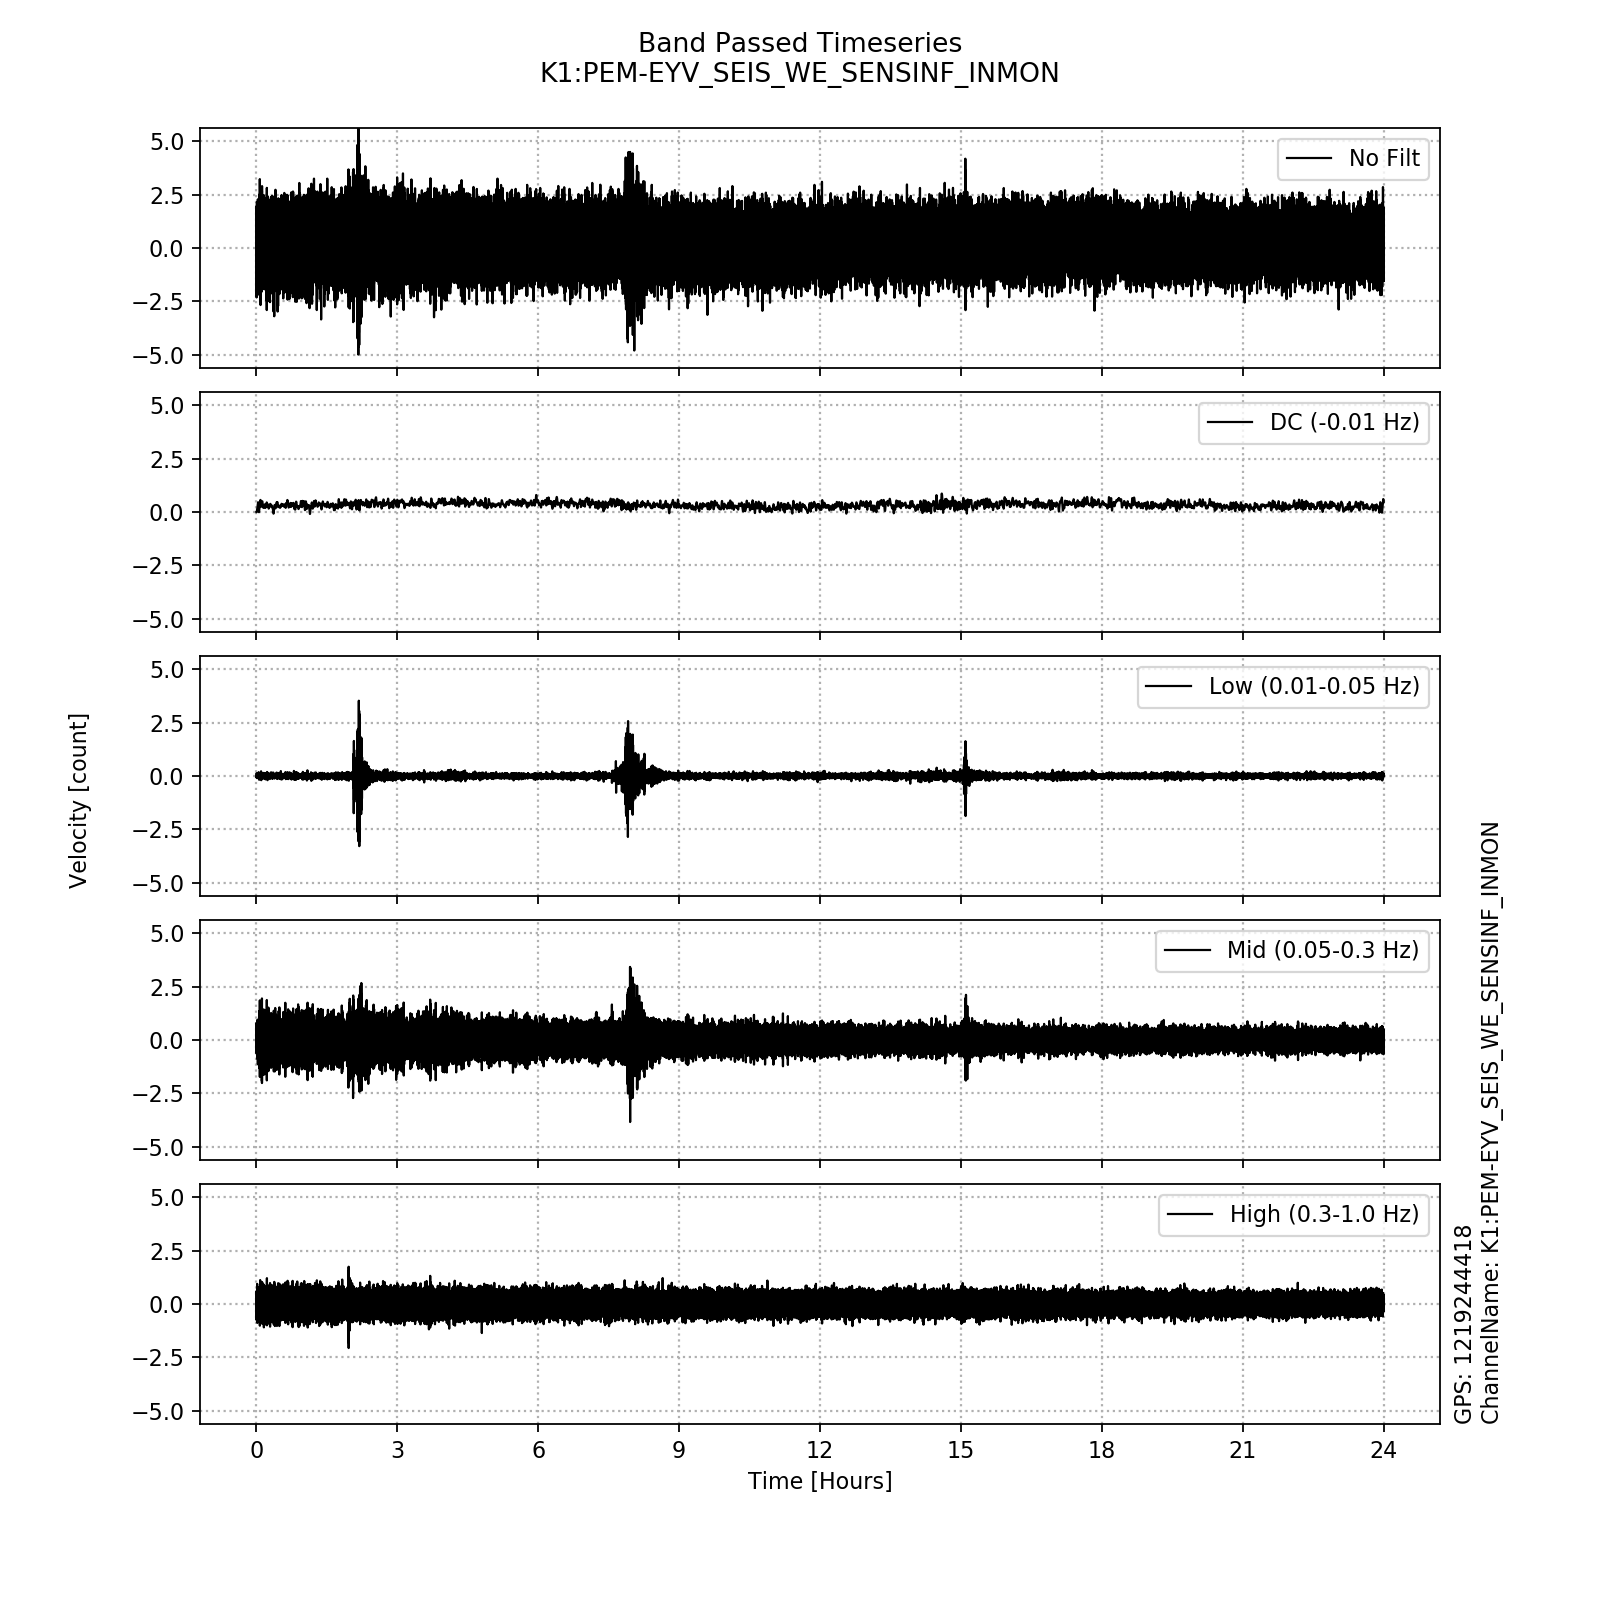 Band Passed Timeseries
K1:PEM-EYV_SEIS_WE_SENSINF_INMON
5.0
2.5
0.0
−2.5
−5.0
No Filt
5.0
2.5
0.0
−2.5
−5.0
DC (-0.01 Hz)
5.0
2.5
0.0
−2.5
−5.0
Low (0.01-0.05 Hz)
Velocity [count]
5.0
2.5
0.0
−2.5
−5.0
Mid (0.05-0.3 Hz)
5.0
2.5
0.0
−2.5
−5.0
High (0.3-1.0 Hz)
0 3 6 9 12 15 18 21 24
Time [Hours]
GPS: 1219244418
ChannelName: K1:PEM-EYV_SEIS_WE_SENSINF_INMON